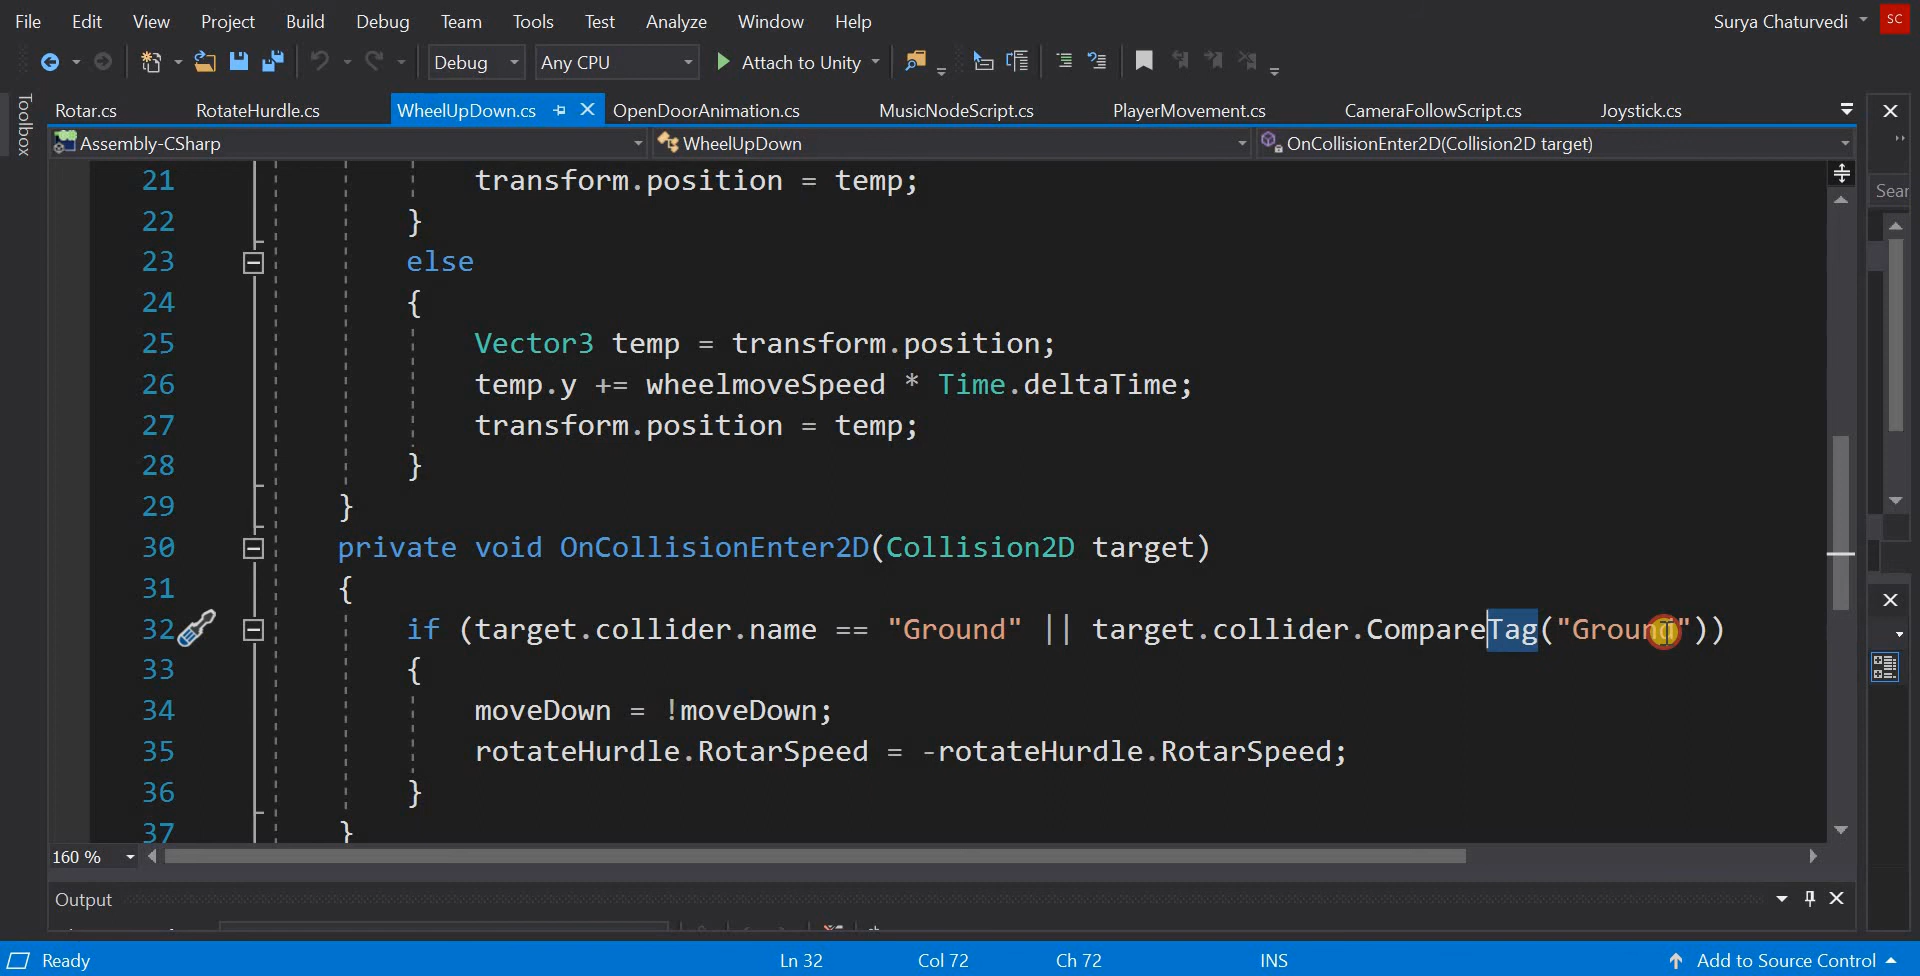 File Edit View Project Build Debug Team Tools Test Analyze Window Help Surya Chaturvedi SC
Debug Any CPU Attach to Unity
Toolbox
Rotar.cs RotateHurdle.cs WheelUpDown.cs OpenDoorAnimation.cs MusicNodeScript.cs PlayerMovement.cs CameraFollowScript.cs Joystick.cs
Assembly-CSharp WheelUpDown OnCollisionEnter2D(Collision2D target)
Sear
21 transform.position = temp;
22 }
23 else
24 {
25 Vector3 temp = transform.position;
26 temp.y += wheelmoveSpeed * Time.deltaTime;
27 transform.position = temp;
28 }
29 }
30 private void OnCollisionEnter2D(Collision2D target)
31 {
32 if (target.collider.name == "Ground" || target.collider.CompareTag("Ground"))
33 {
34 moveDown = !moveDown;
35 rotateHurdle.RotarSpeed = -rotateHurdle.RotarSpeed;
36 }
37 }
160 %
Output
Ready Ln 32 Col 72 Ch 72 INS Add to Source Control